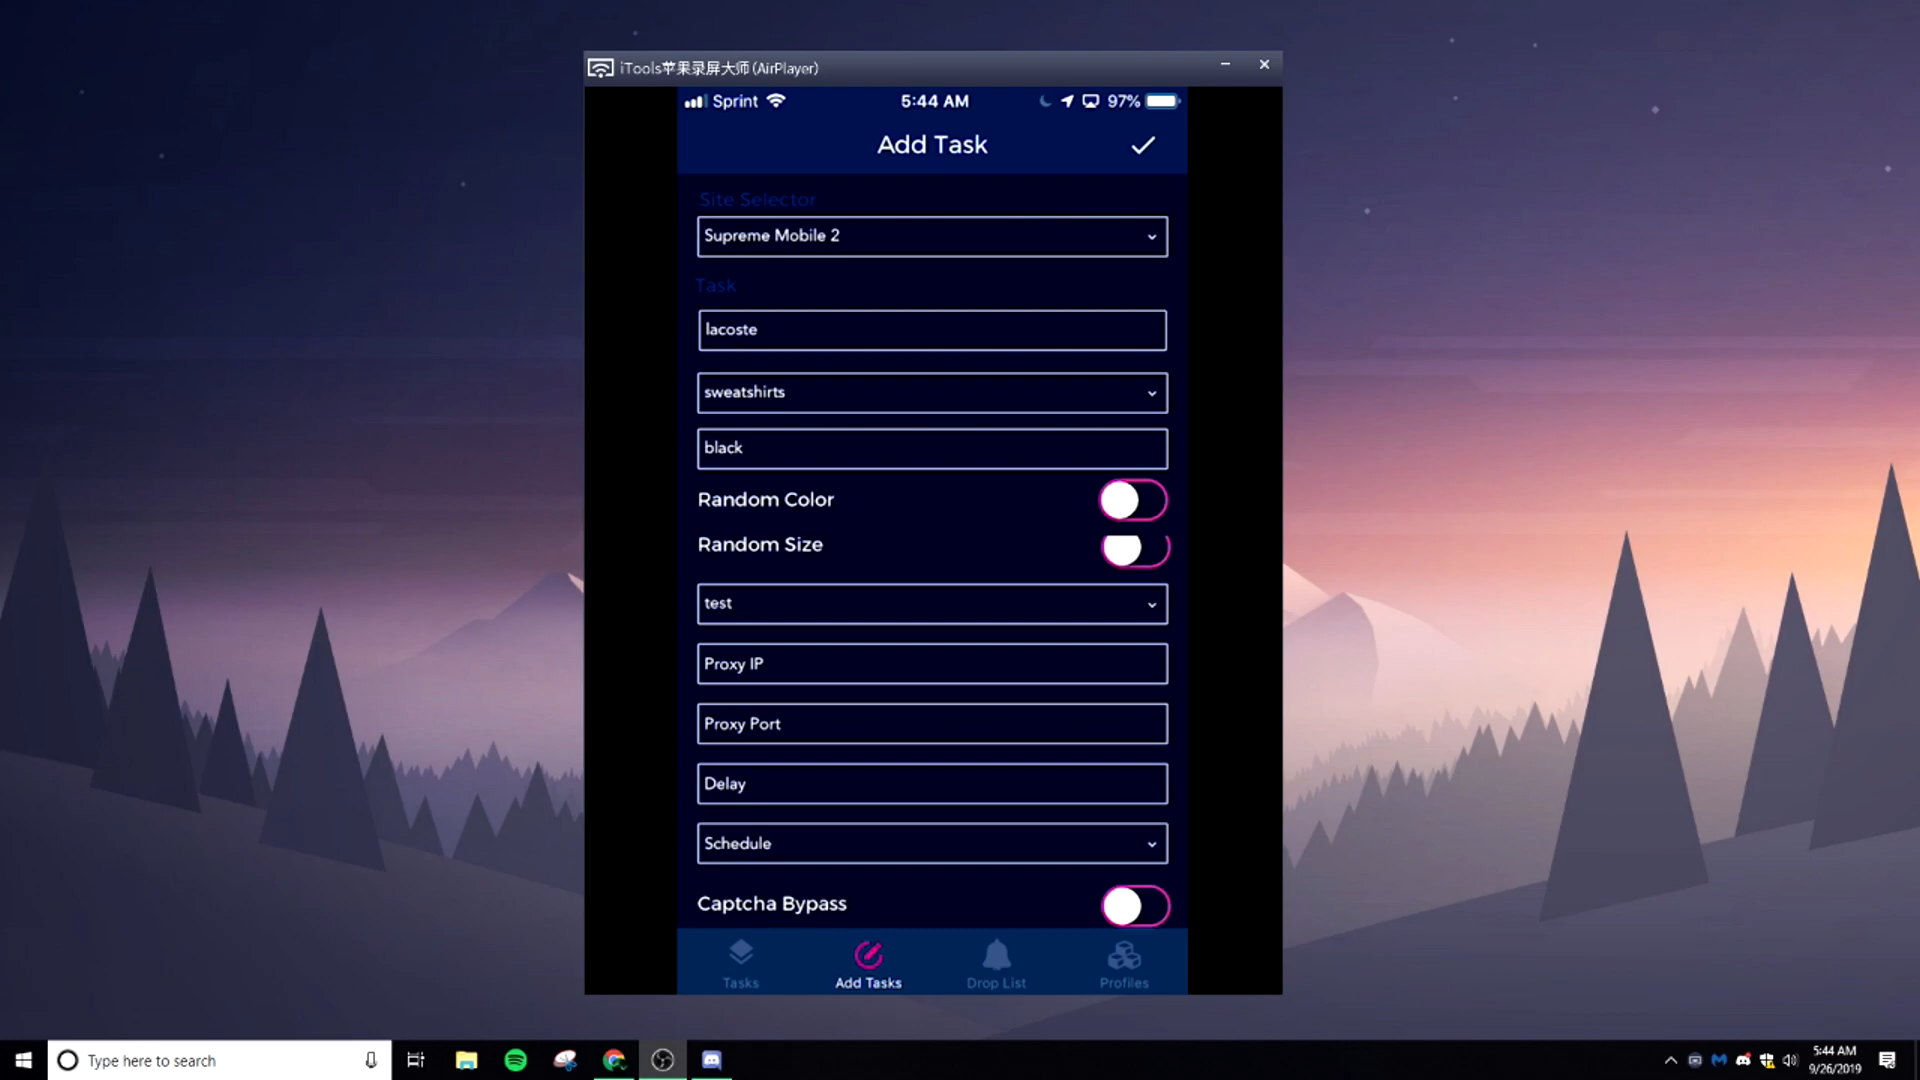 iTools苹果录屏大师(AirPlayer)
Sprint 5:44 AM 97%
Add Task
Site Selector
Supreme Mobile 2
Task
lacoste
sweatshirts
black
Random Color
Random Size
test
Proxy IP
Proxy Port
Delay
Schedule
Captcha Bypass
Tasks Add Tasks Drop List Profiles
Type here to search
5:44 AM
9/26/2019